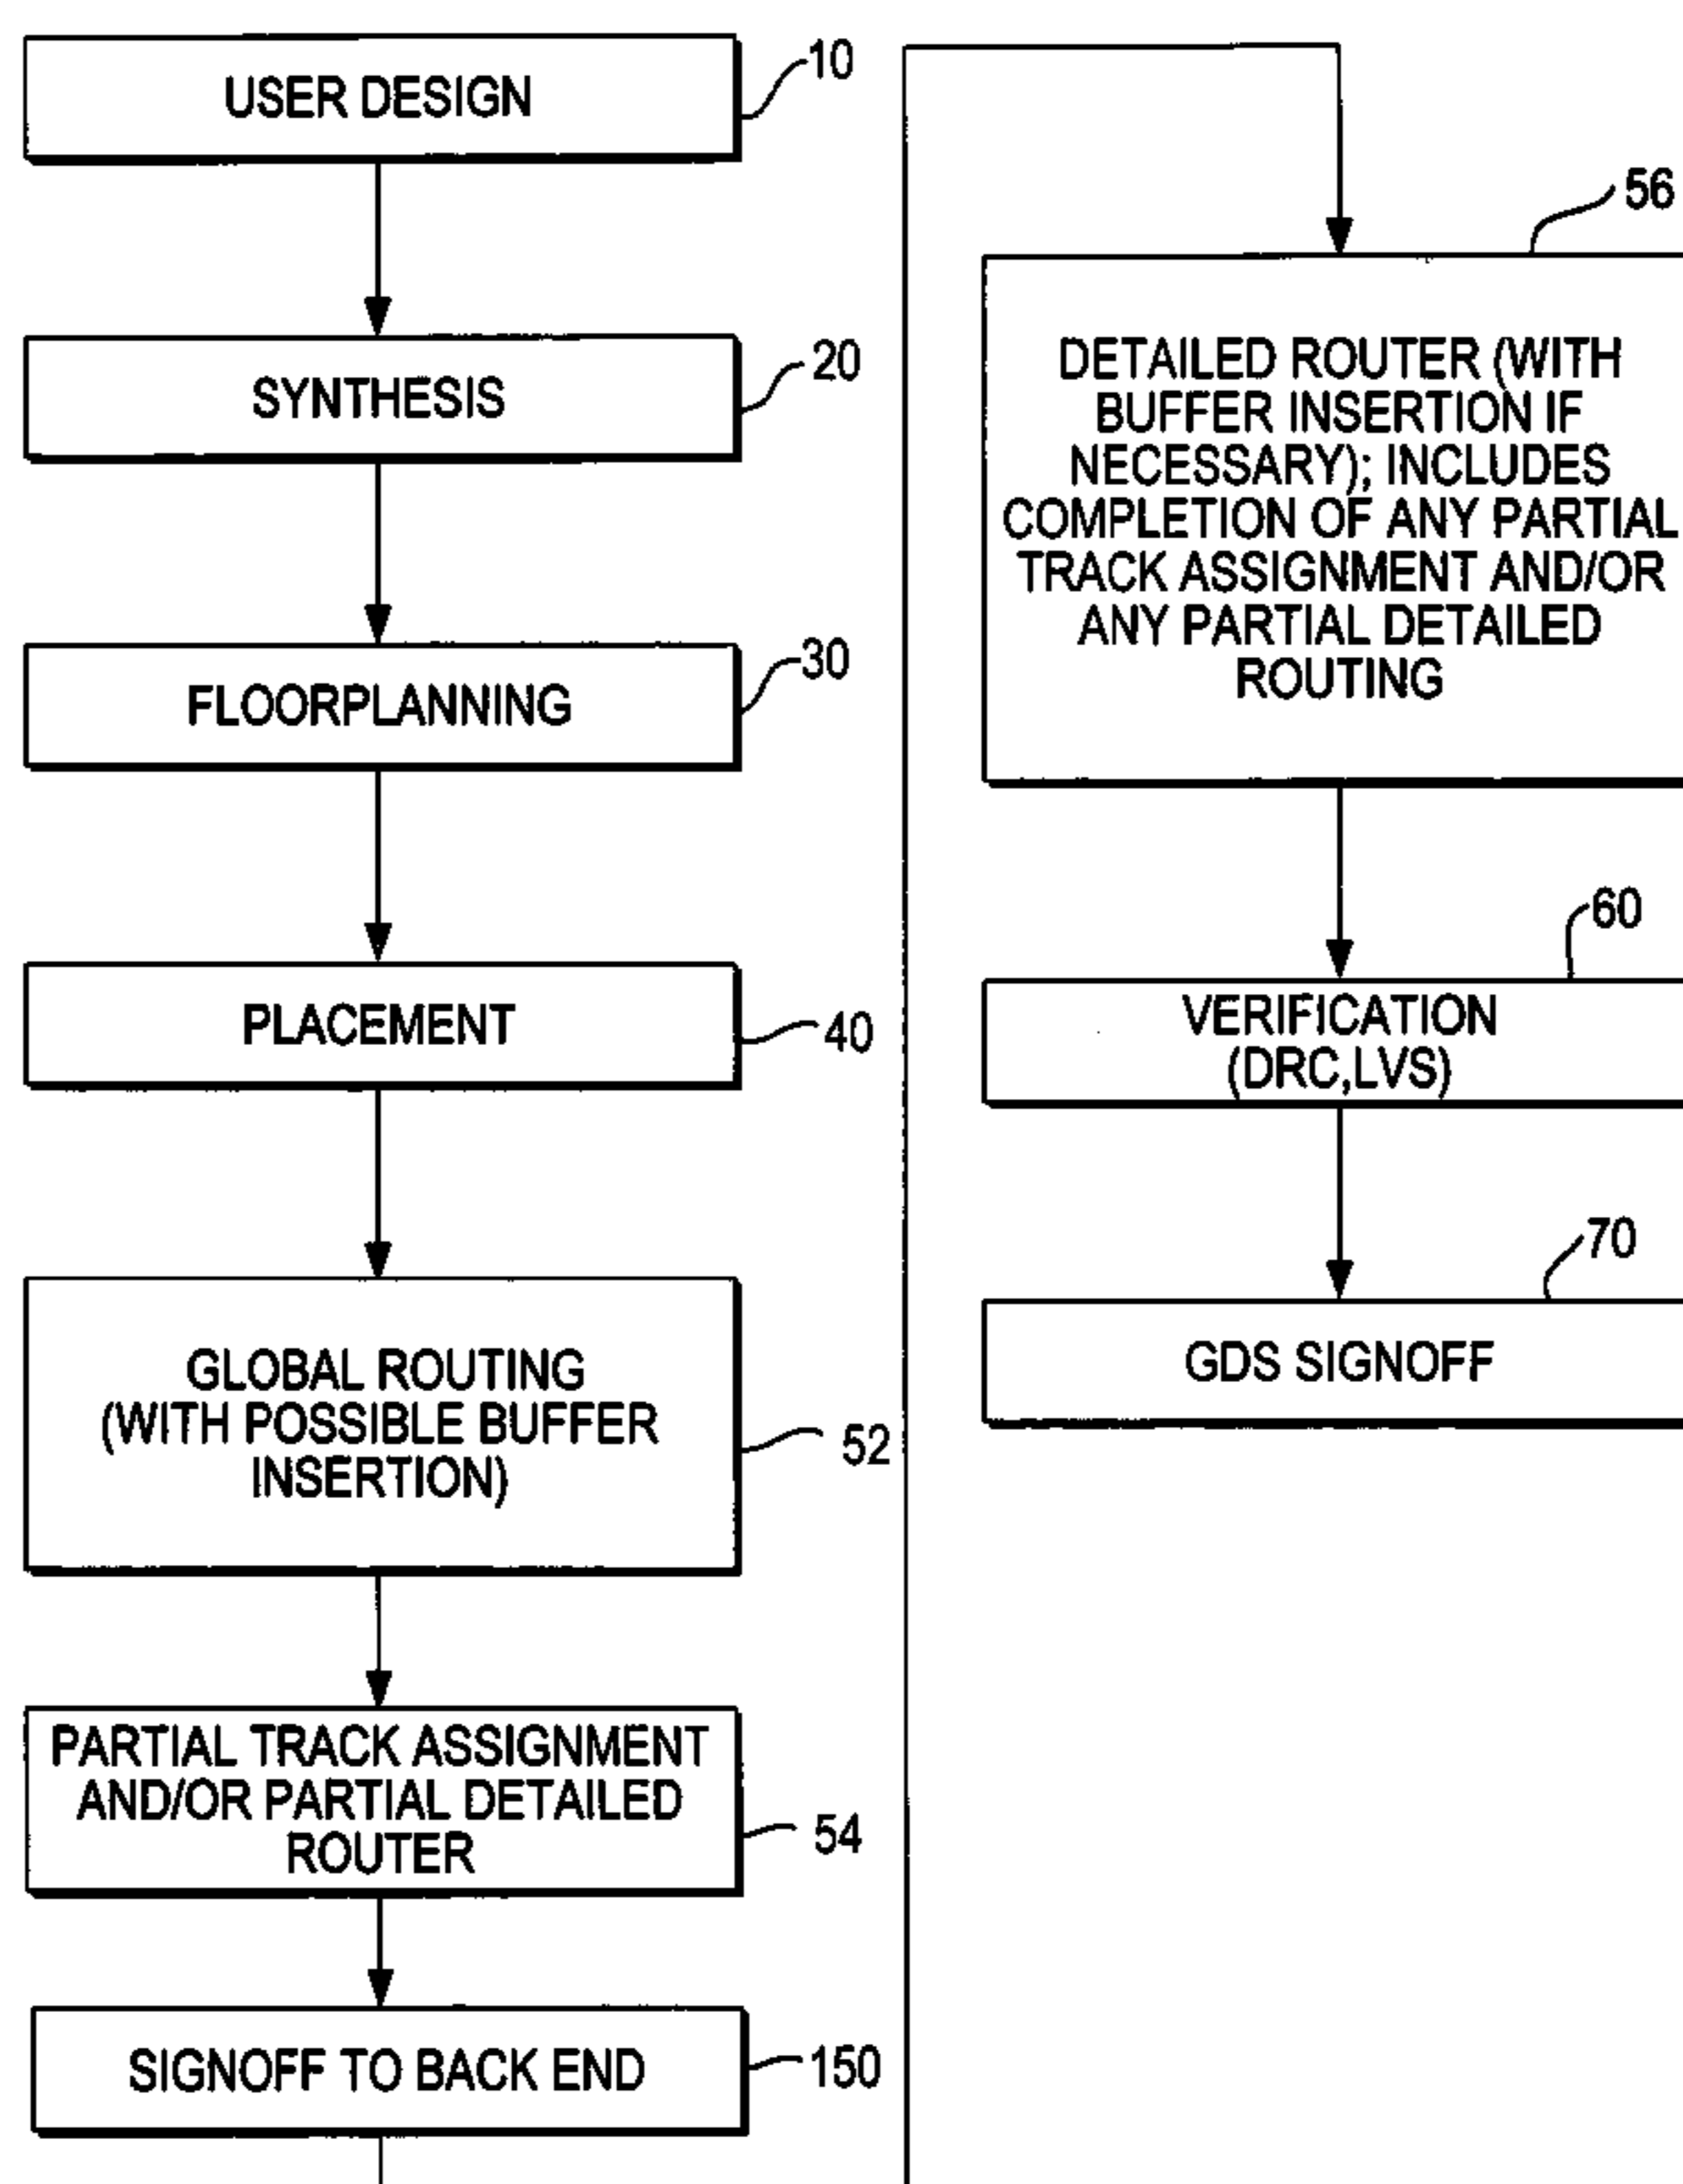 USER DESIGN
10
SYNTHESIS
20
FLOORPLANNING
30
PLACEMENT
40
GLOBAL ROUTING
(WITH POSSIBLE BUFFER
INSERTION)
52
PARTIAL TRACK ASSIGNMENT
AND/OR PARTIAL DETAILED
ROUTER
54
SIGNOFF TO BACK END
150
56
DETAILED ROUTER (WITH
BUFFER INSERTION IF
NECESSARY); INCLUDES
COMPLETION OF ANY PARTIAL
TRACK ASSIGNMENT AND/OR
ANY PARTIAL DETAILED
ROUTING
60
VERIFICATION
(DRC,LVS)
70
GDS SIGNOFF